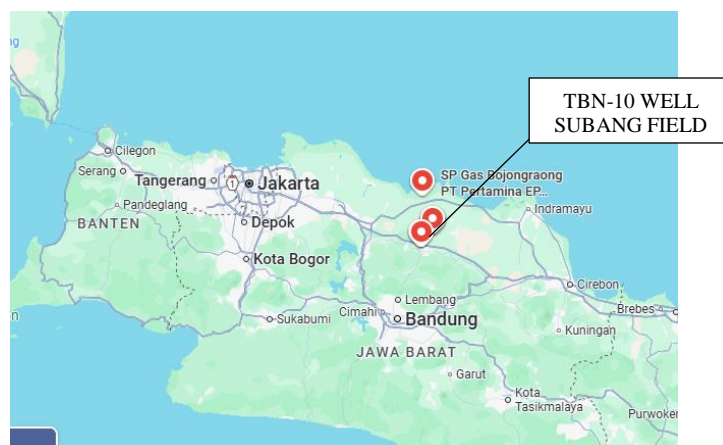 TBN-10 WELL
SUBANG FIELD
Cilegon
Serang
Tangerang
1
Jakarta
SP Gas Bojongraong
PT Pertamina EP...
Pandeglang
BANTEN
Depok
Indramayu
Kota Bogor
Cirebon
Lembang
Brebes
Sukabumi
Cimahi
Bandung
Kuningan
JAWA BARAT
Garut
Kota
Tasikmalaya
Purwoker